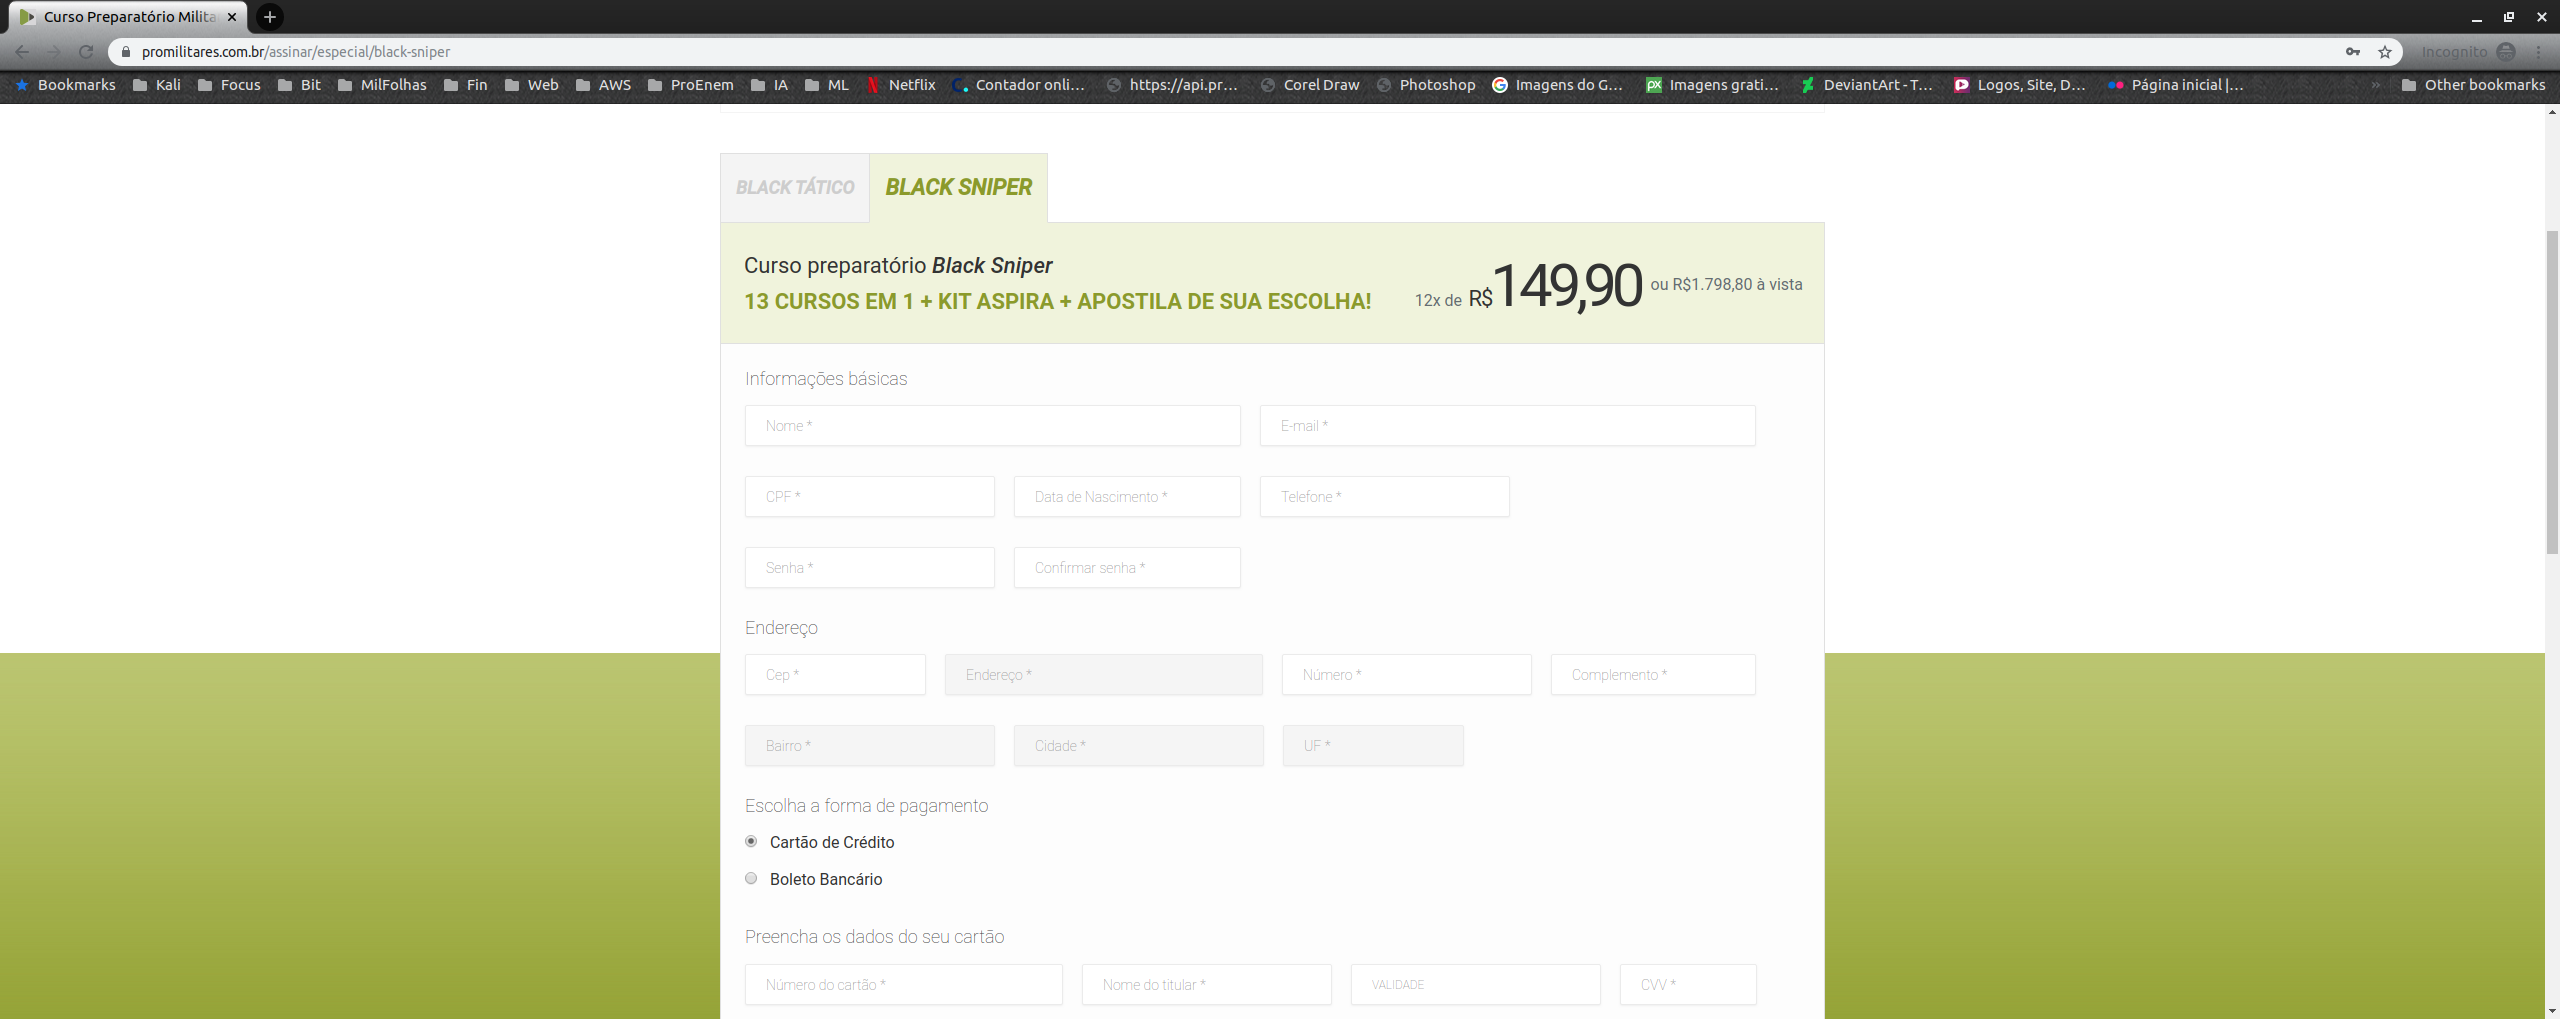 Curso Preparatório Milita
promilitares.com.br/assinar/especial/black-sniper
Incognito
Bookmarks Kali Focus Bit MilFolhas Fin Web AWS ProEnem IA ML Netflix Contador onli... https://api.pr... Corel Draw Photoshop Imagens do G... Imagens grati... DeviantArt - T... Logos, Site, D... Página inicial |... » Other bookmarks
BLACK TÁTICO BLACK SNIPER
Curso preparatório Black Sniper
13 CURSOS EM 1 + KIT ASPIRA + APOSTILA DE SUA ESCOLHA!
12x de R$149,90 ou R$1.798,80 à vista
Informações básicas
Nome * E-mail *
CPF * Data de Nascimento * Telefone *
Senha * Confirmar senha *
Endereço
Cep * Endereço * Número * Complemento *
Bairro * Cidade * UF *
Escolha a forma de pagamento
Cartão de Crédito
Boleto Bancário
Preencha os dados do seu cartão
Número do cartão * Nome do titular * VALIDADE CVV *